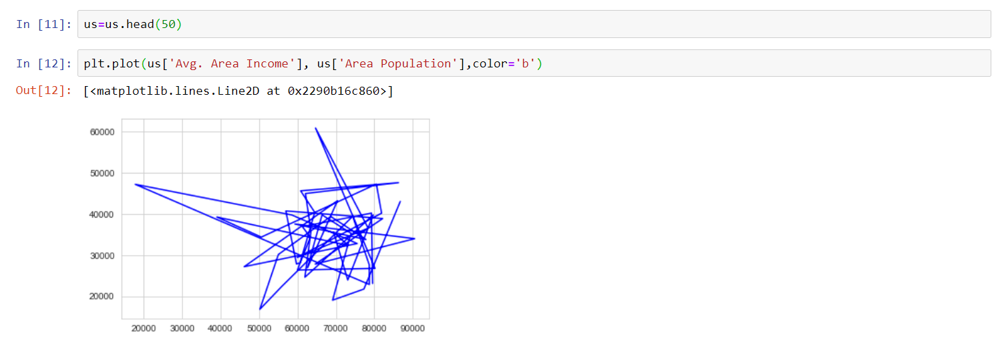 In [11]: us=us.head(50)
In [12]: plt.plot(us['Avg. Area Income'], us['Area Population'],color='b')
Out[12]: [<matplotlib.lines.Line2D at 0x2290b16c860>]
60000
50000
40000
30000
20000
20000 30000 40000 50000 60000 70000 80000 90000